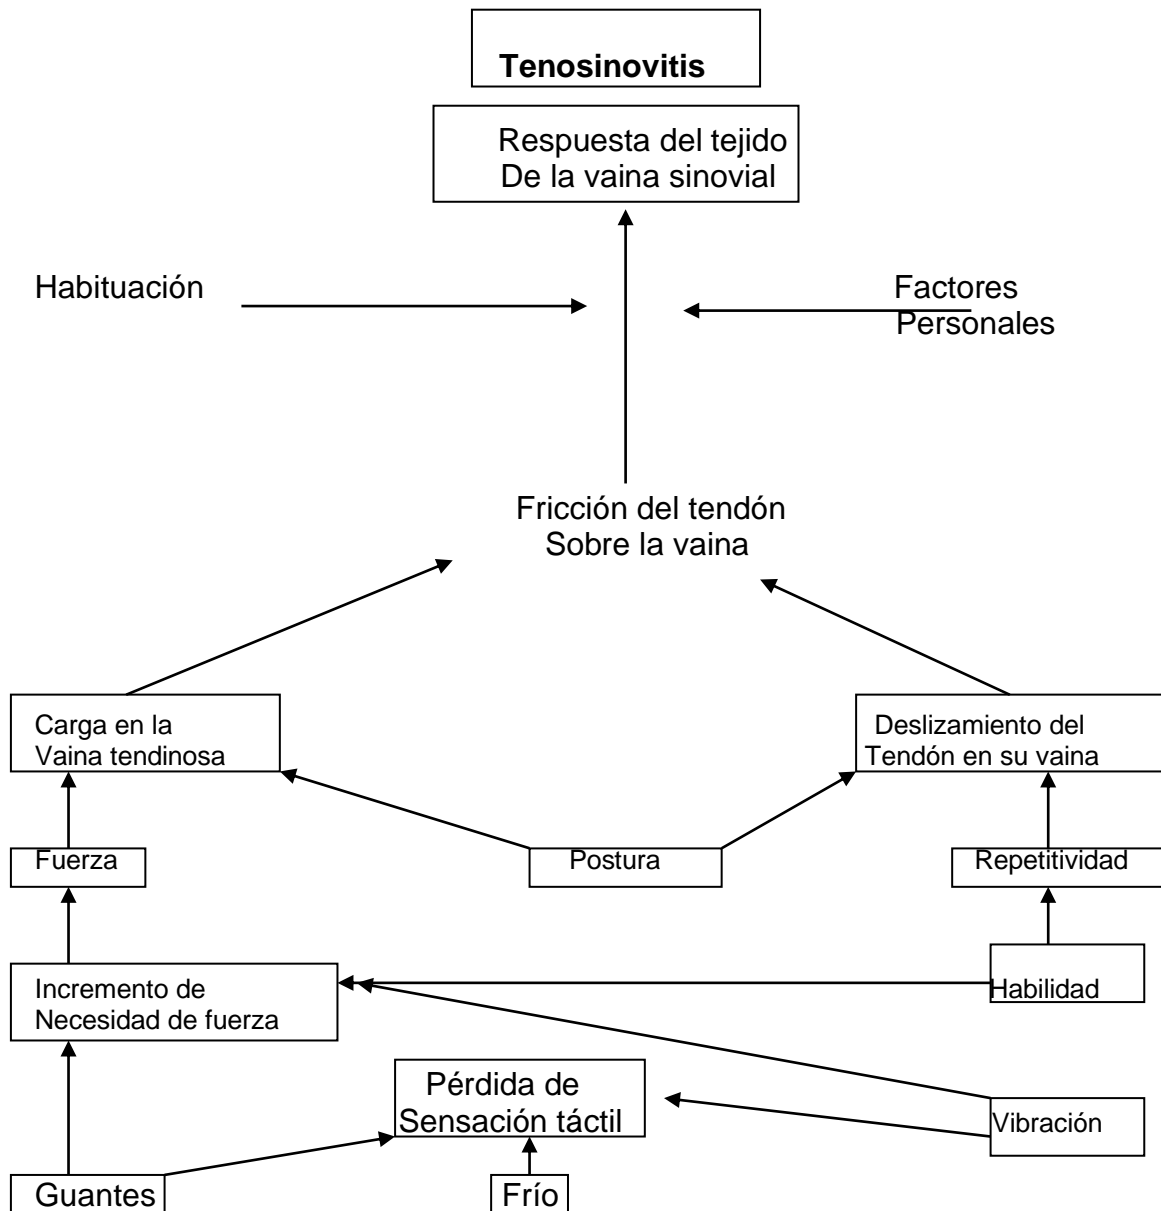 Tenosinovitis
Respuesta del tejido
De la vaina sinovial
Habituación
Factores
Personales
Fricción del tendón
Sobre la vaina
Carga en la
Vaina tendinosa
Deslizamiento del
Tendón en su vaina
Fuerza
Postura
Repetitividad
Incremento de
Necesidad de fuerza
Habilidad
Pérdida de
Sensación táctil
Vibración
Guantes
Frío